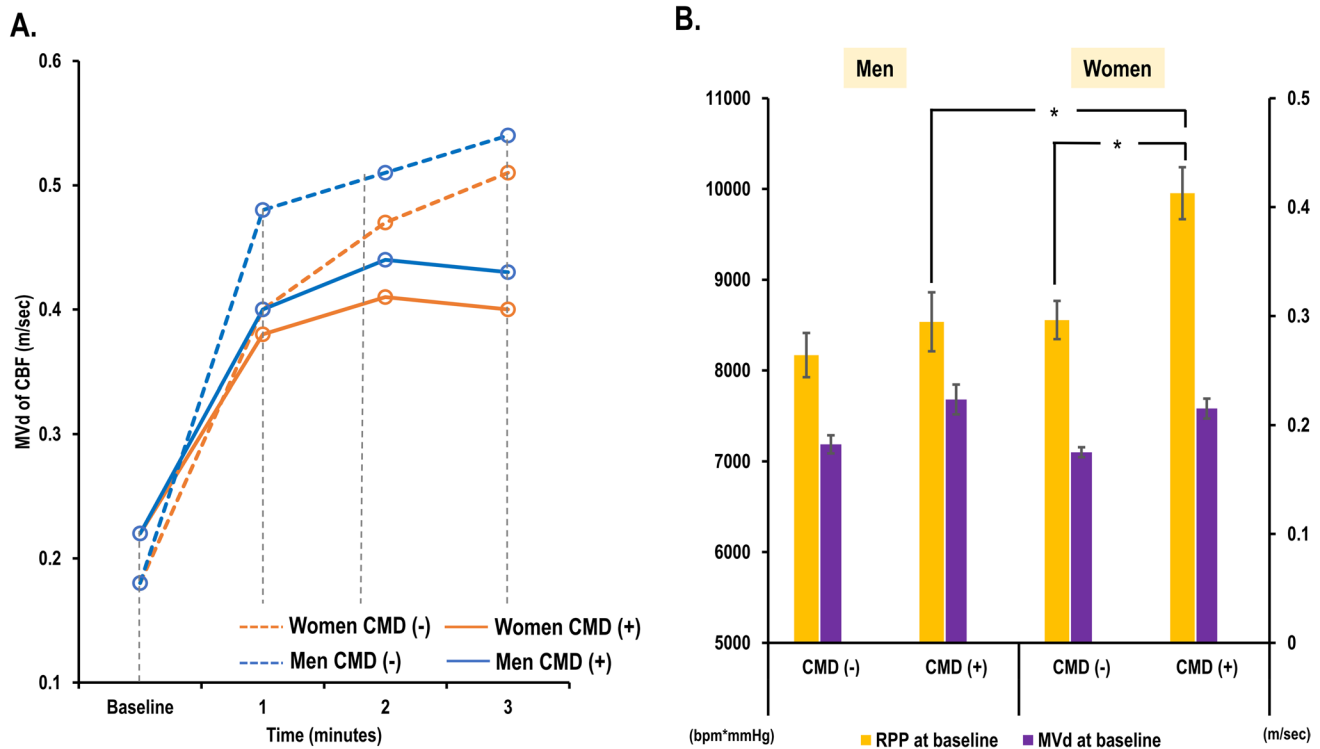 A.
0.6
0.5
0.4
0.3
0.2
0.1
MVd of CBF (m/sec)
Baseline 1 2 3
Time (minutes)
Women CMD (-) Women CMD (+)
Men CMD (-) Men CMD (+)
B.
Men Women
11000 0.5
*
*
10000
0.4
9000
8000
0.3
7000
0.2
6000
0.1
5000 0
CMD (-) CMD (+) CMD (-) CMD (+)
(bpm*mmHg) RPP at baseline MVd at baseline (m/sec)